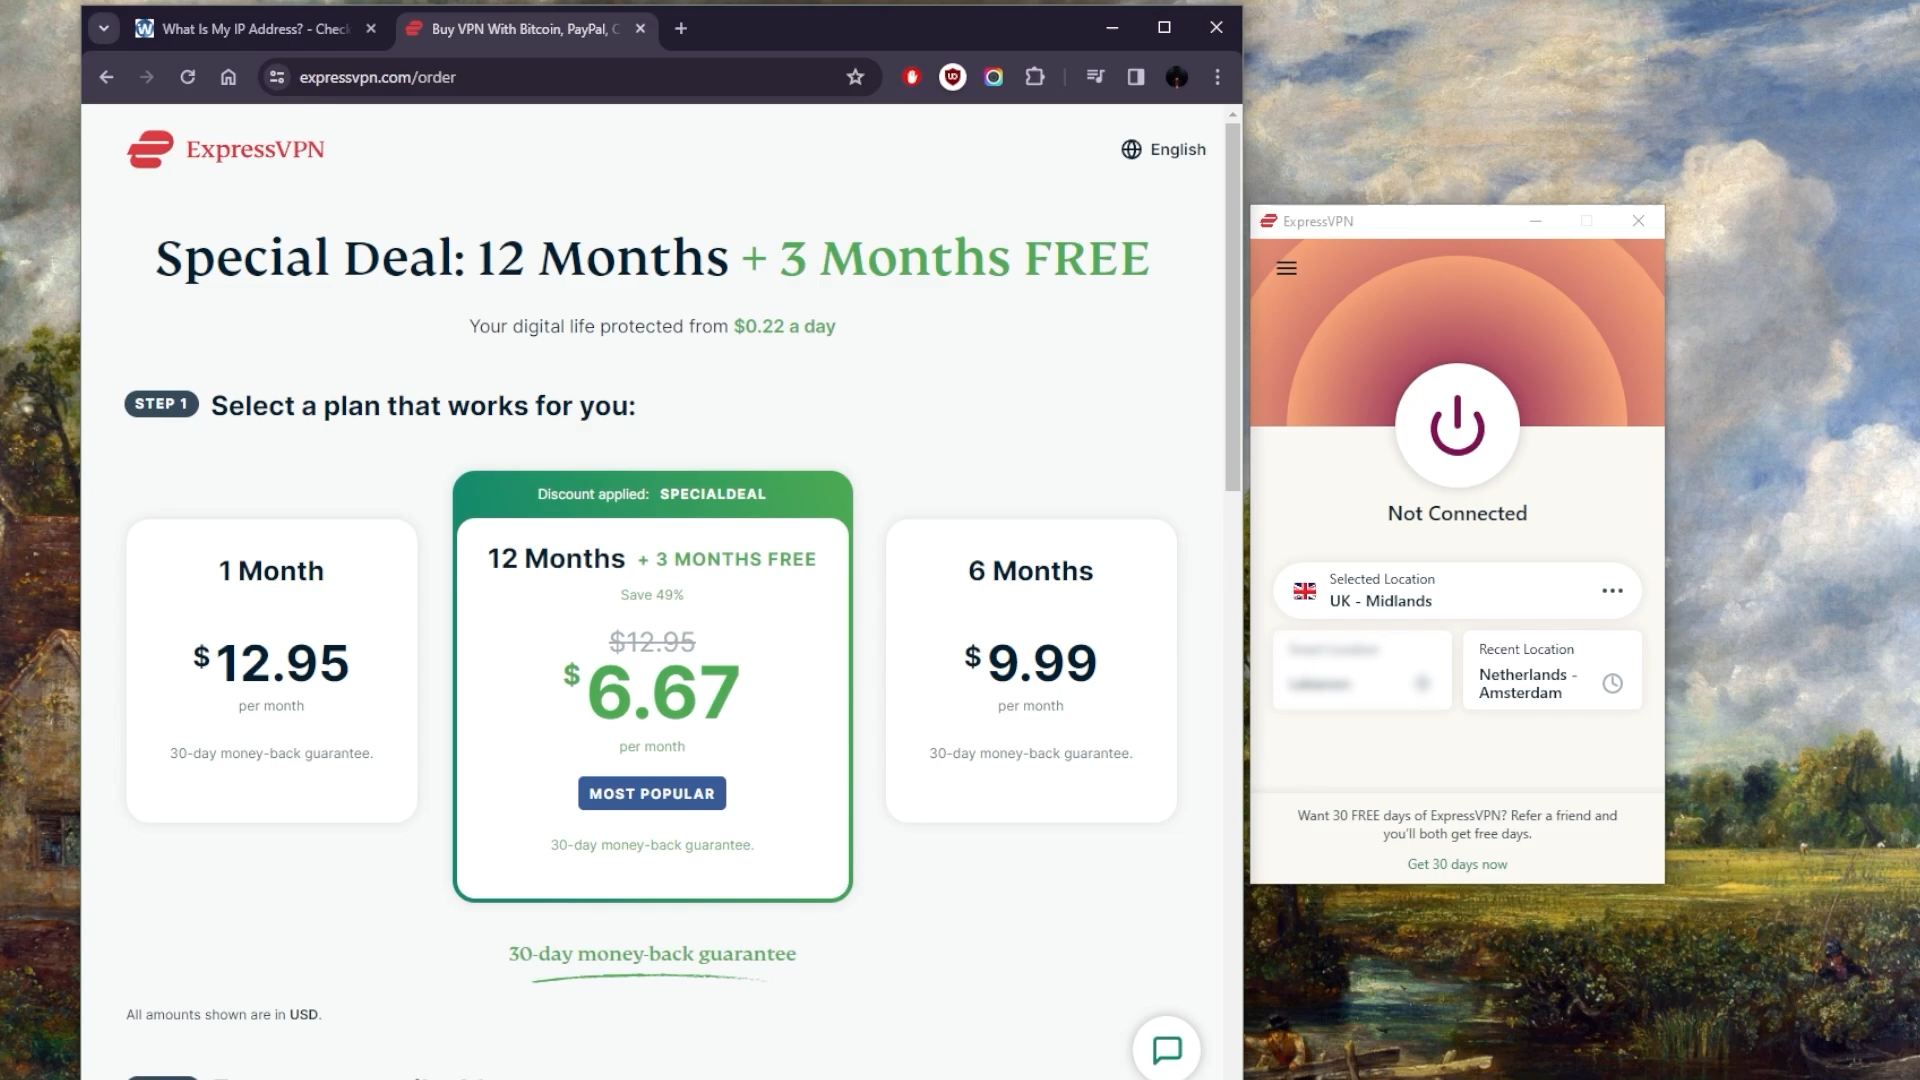 What Is My IP Address? - Check
Buy VPN With Bitcoin, PayPal, C
expressvpn.com/order
ExpressVPN
English
Special Deal: 12 Months + 3 Months FREE
Your digital life protected from $0.22 a day
STEP 1 Select a plan that works for you:
1 Month
$12.95
per month
30-day money-back guarantee.
Discount applied: SPECIALDEAL
12 Months + 3 MONTHS FREE
Save 49%
$12.95
$6.67
per month
MOST POPULAR
30-day money-back guarantee.
6 Months
$9.99
per month
30-day money-back guarantee.
30-day money-back guarantee
All amounts shown are in USD.
ExpressVPN
Not Connected
Selected Location
UK - Midlands
Recent Location
Netherlands -
Amsterdam
Want 30 FREE days of ExpressVPN? Refer a friend and
you'll both get free days.
Get 30 days now